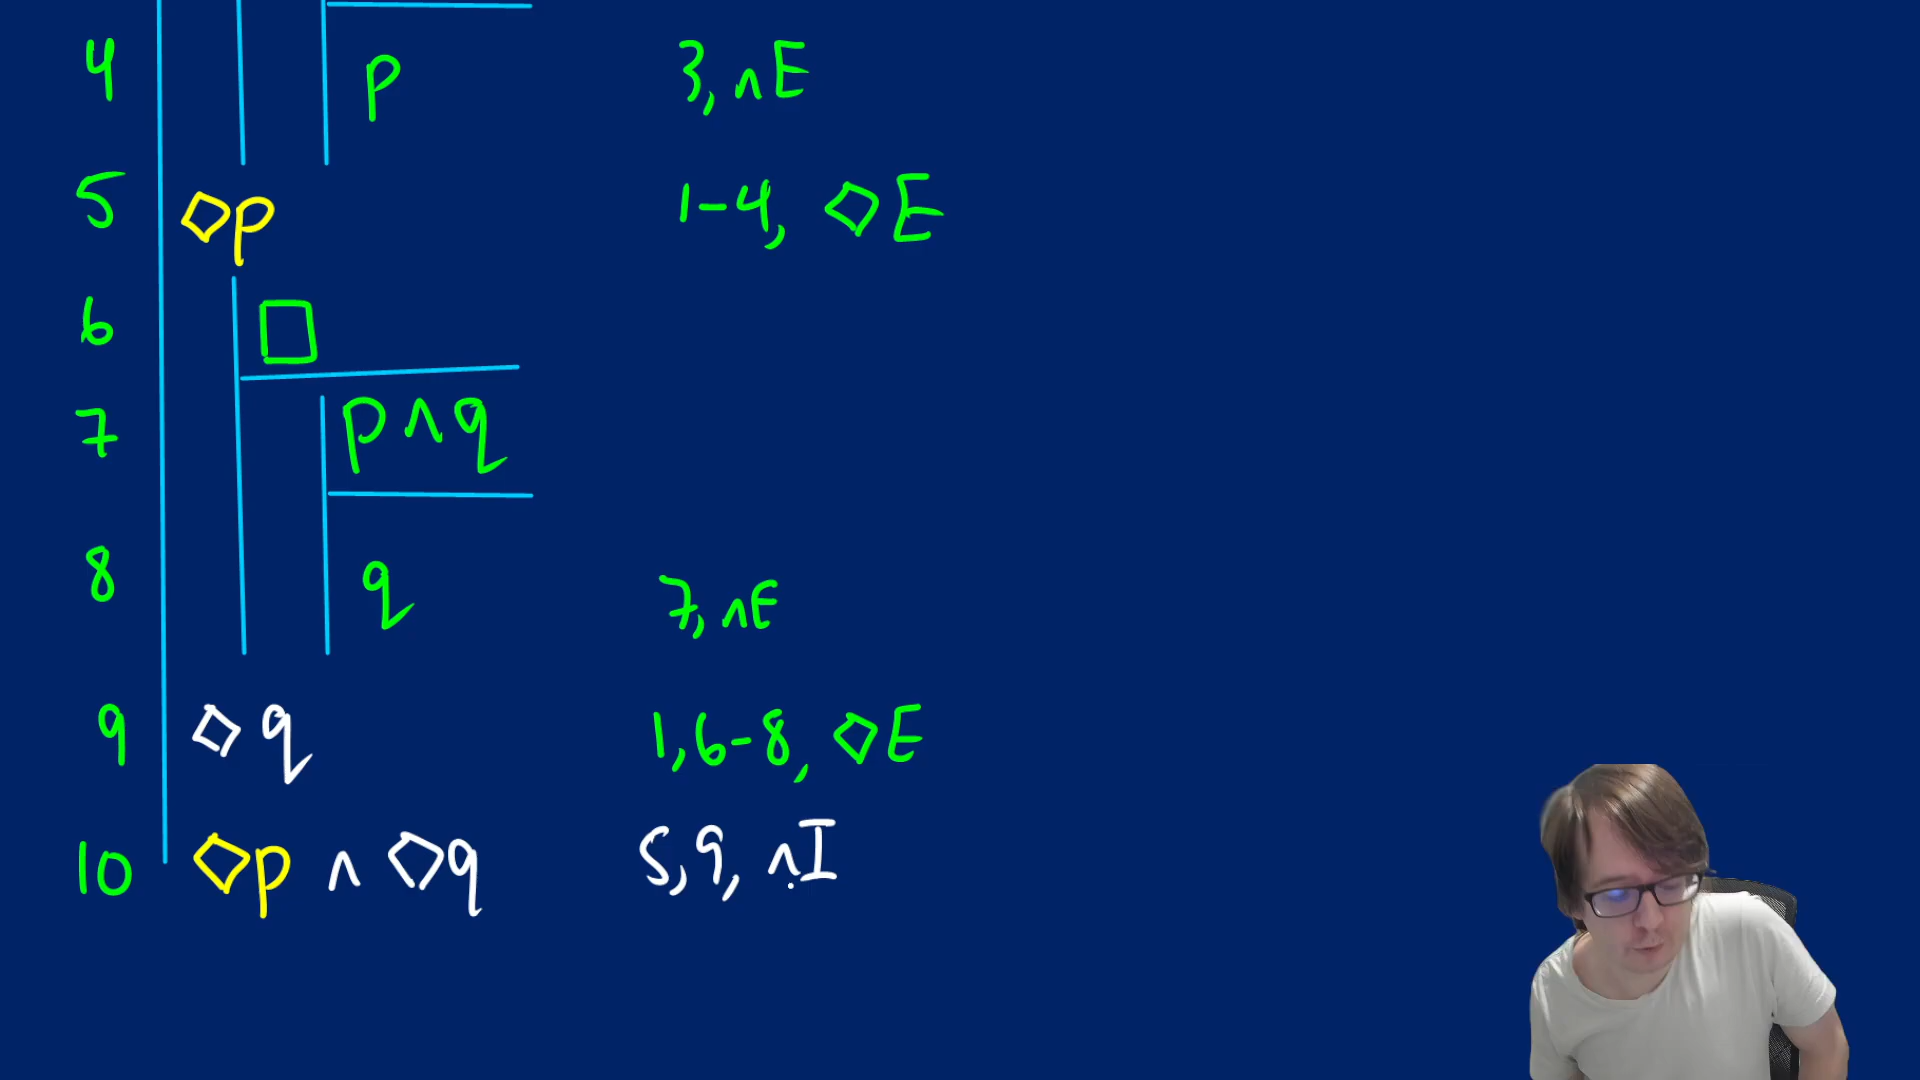 4 p 3, ∧E
5 ◇p 1-4, ◇E
6 □
7 p ∧ q
8 q 7, ∧E
9 ◇q 1, 6-8, ◇E
10 ◇p ∧ ◇q 5, 9, ∧I